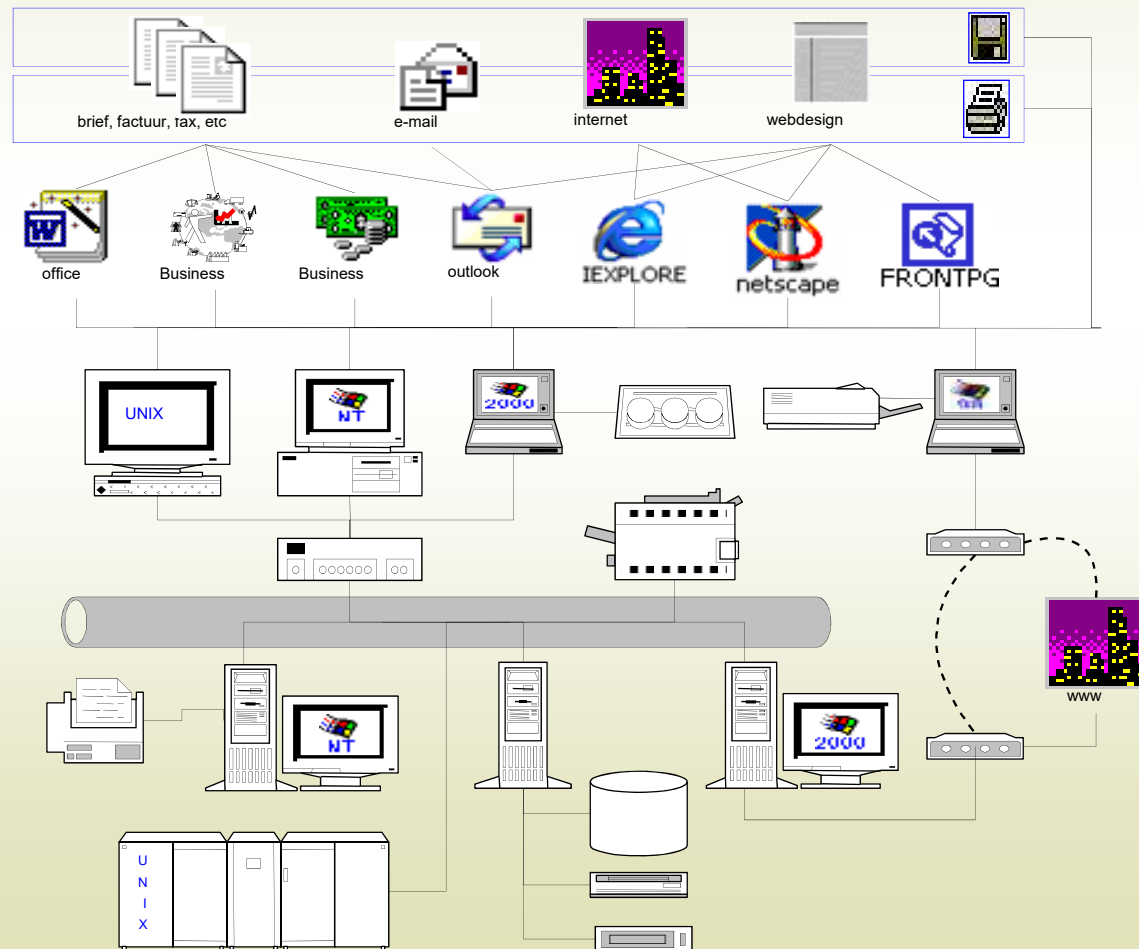 brief, factuur, fax, etc
e-mail
internet
webdesign
W
office
Business
Business
outlook
IEXPLORE
netscape
FRONTPG
UNIX
NT
2000
98
www
NT
2000
U
N
I
X